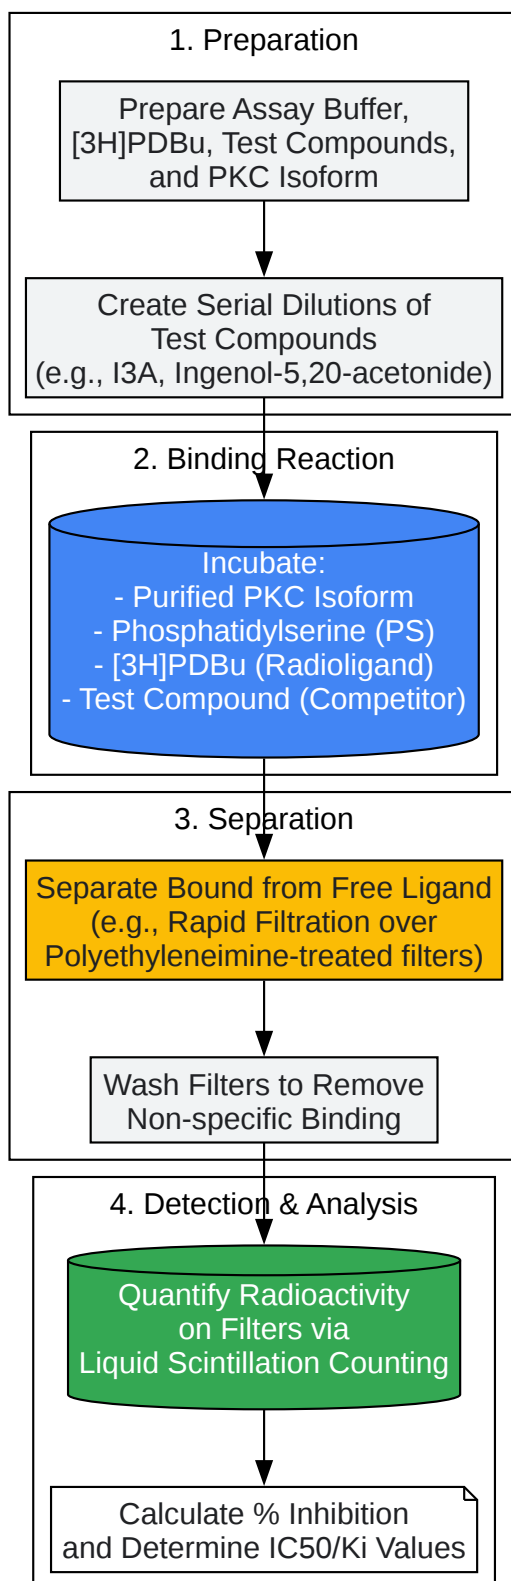 1. Preparation
Prepare Assay Buffer,
[3H]PDBu, Test Compounds,
and PKC Isoform
Create Serial Dilutions of
Test Compounds
(e.g., I3A, Ingenol-5,20-acetonide)
2. Binding Reaction
Incubate:
- Purified PKC Isoform
- Phosphatidylserine (PS)
- [3H]PDBu (Radioligand)
- Test Compound (Competitor)
3. Separation
Separate Bound from Free Ligand
(e.g., Rapid Filtration over
Polyethyleneimine-treated filters)
Wash Filters to Remove
Non-specific Binding
4. Detection & Analysis
Quantify Radioactivity
on Filters via
Liquid Scintillation Counting
Calculate % Inhibition
and Determine IC50/Ki Values